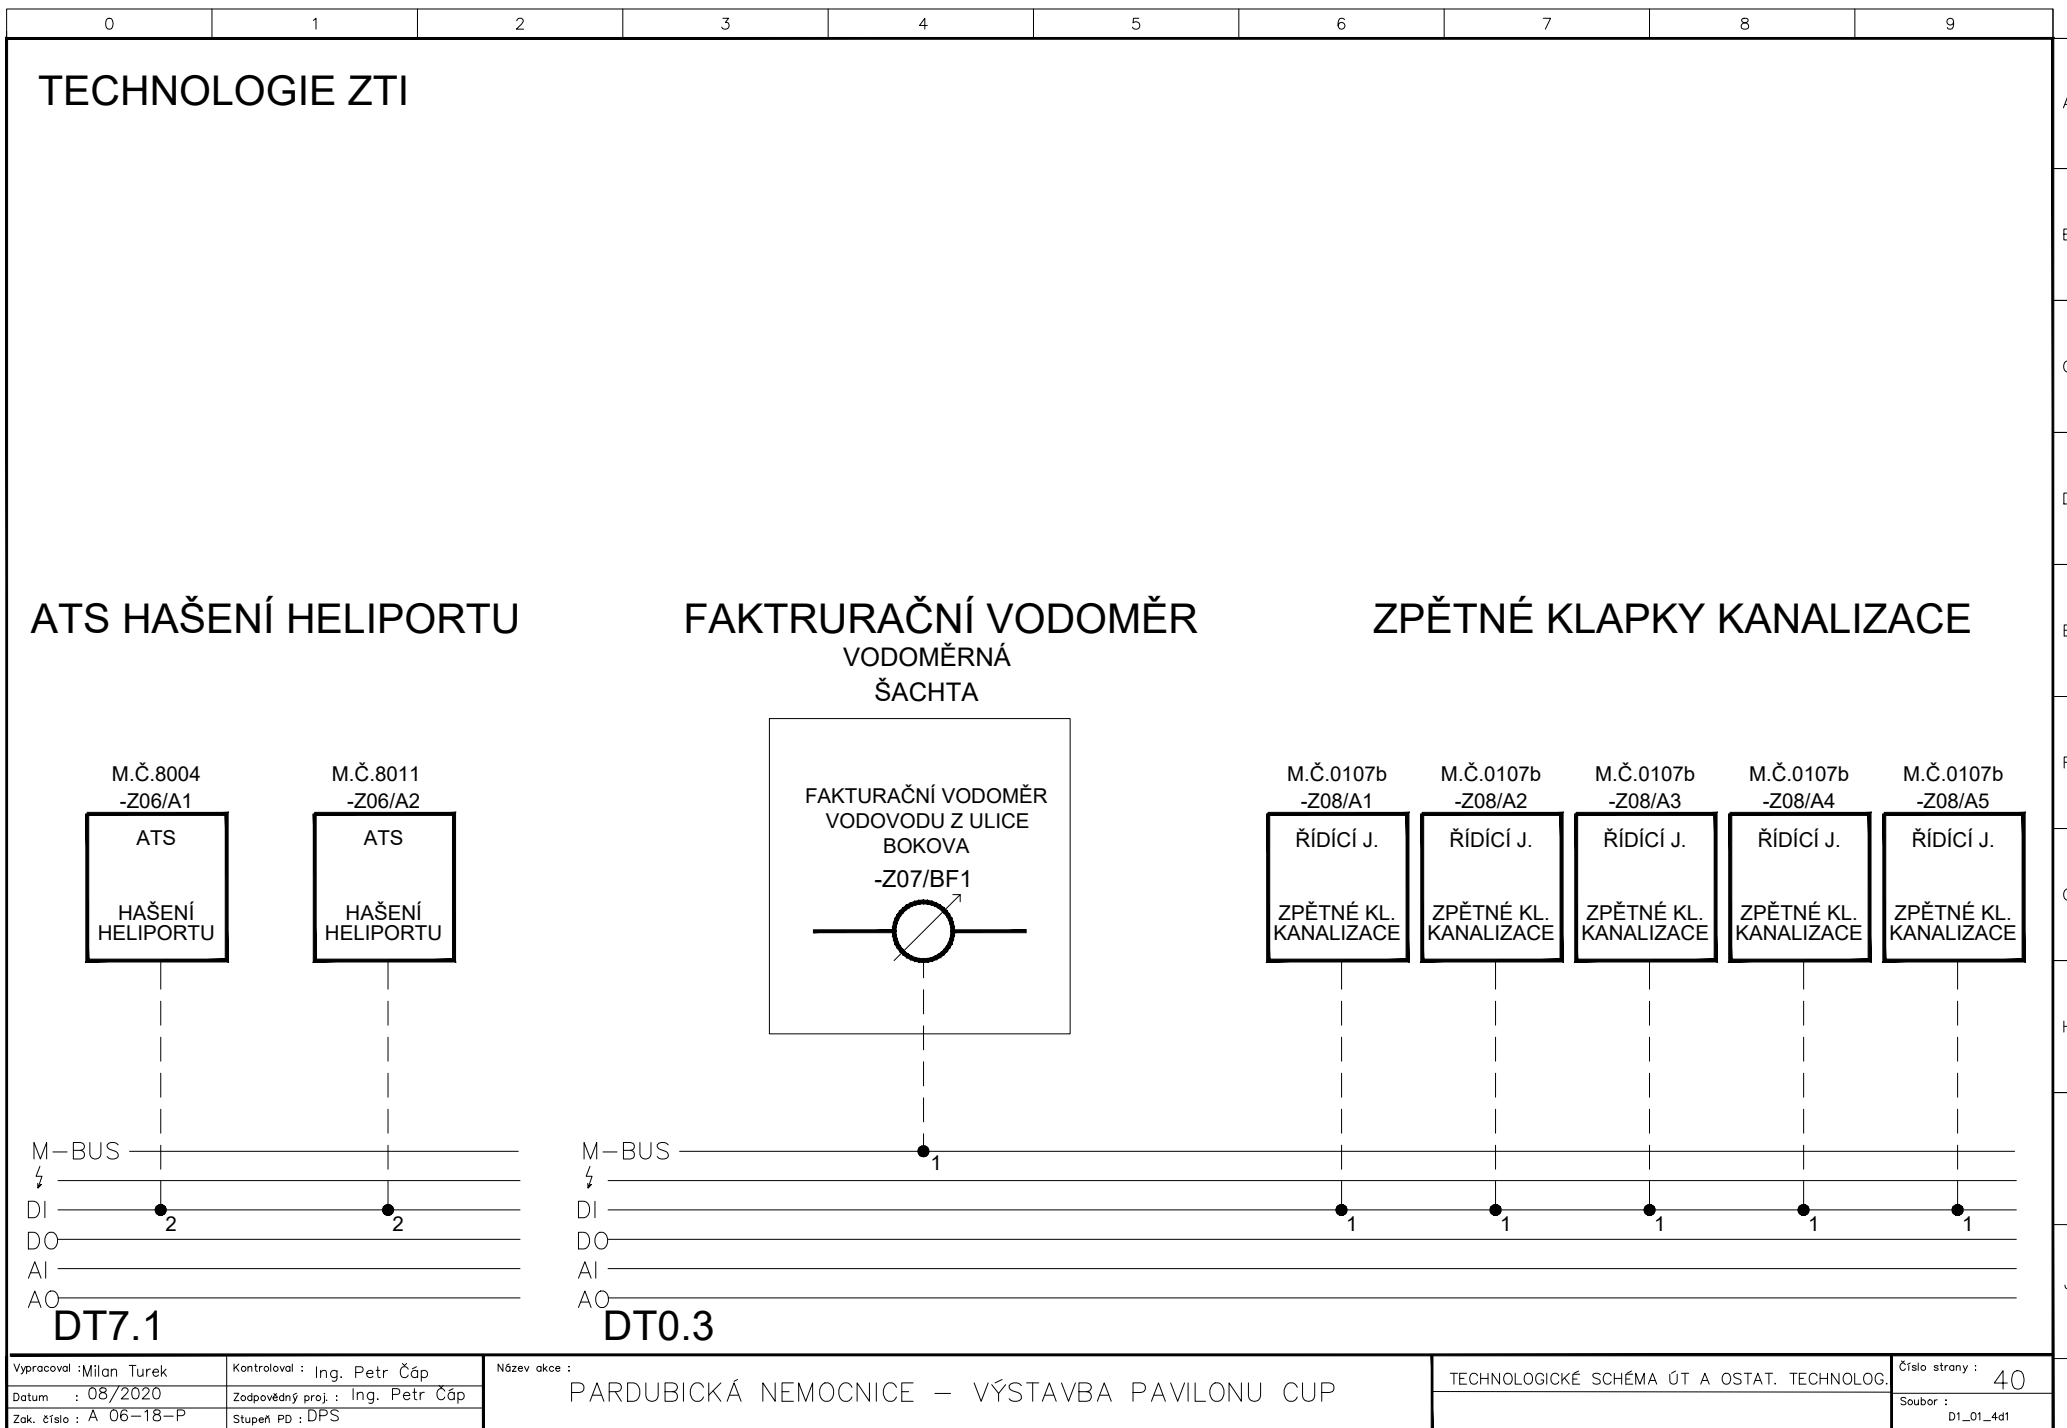 0 1 2 3 4 5 6 7 8 9
TECHNOLOGIE ZTI
A
B
C
D
E
F
G
H
J
ATS HAŠENÍ HELIPORTU
FAKTRURAČNÍ VODOMĚR
ZPĚTNÉ KLAPKY KANALIZACE
VODOMĚRNÁ
ŠACHTA
M.Č.8004
-Z06/A1
ATS
HAŠENÍ
HELIPORTU
M.Č.8011
-Z06/A2
ATS
HAŠENÍ
HELIPORTU
FAKTURAČNÍ VODOMĚR
VODOVODU Z ULICE
BOKOVA
-Z07/BF1
M.Č.0107b
-Z08/A1
ŘÍDÍCÍ J.
ZPĚTNÉ KL.
KANALIZACE
M.Č.0107b
-Z08/A2
ŘÍDÍCÍ J.
ZPĚTNÉ KL.
KANALIZACE
M.Č.0107b
-Z08/A3
ŘÍDÍCÍ J.
ZPĚTNÉ KL.
KANALIZACE
M.Č.0107b
-Z08/A4
ŘÍDÍCÍ J.
ZPĚTNÉ KL.
KANALIZACE
M.Č.0107b
-Z08/A5
ŘÍDÍCÍ J.
ZPĚTNÉ KL.
KANALIZACE
M-BUS
DI 2 2
DO
AI
AO
DT7.1
M-BUS 1
DI 1 1 1 1 1
DO
AI
AO
DT0.3
Vypracoval : Milan Turek
Datum : 08/2020
Zak. číslo : A 06-18-P
Kontroloval : Ing. Petr Čáp
Zodpovědný proj. : Ing. Petr Čáp
Stupeň PD : DPS
Název akce :
PARDUBICKÁ NEMOCNICE – VÝSTAVBA PAVILONU CUP
TECHNOLOGICKÉ SCHÉMA ÚT A OSTAT. TECHNOLOG.
Číslo strany : 40
Soubor :
D1_01_4d1